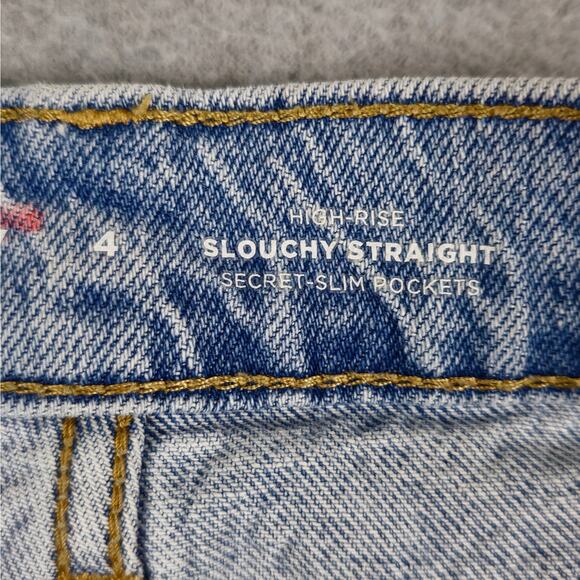 4
HIGH-RISE
SLOUCHY STRAIGHT
SECRET-SLIM POCKETS